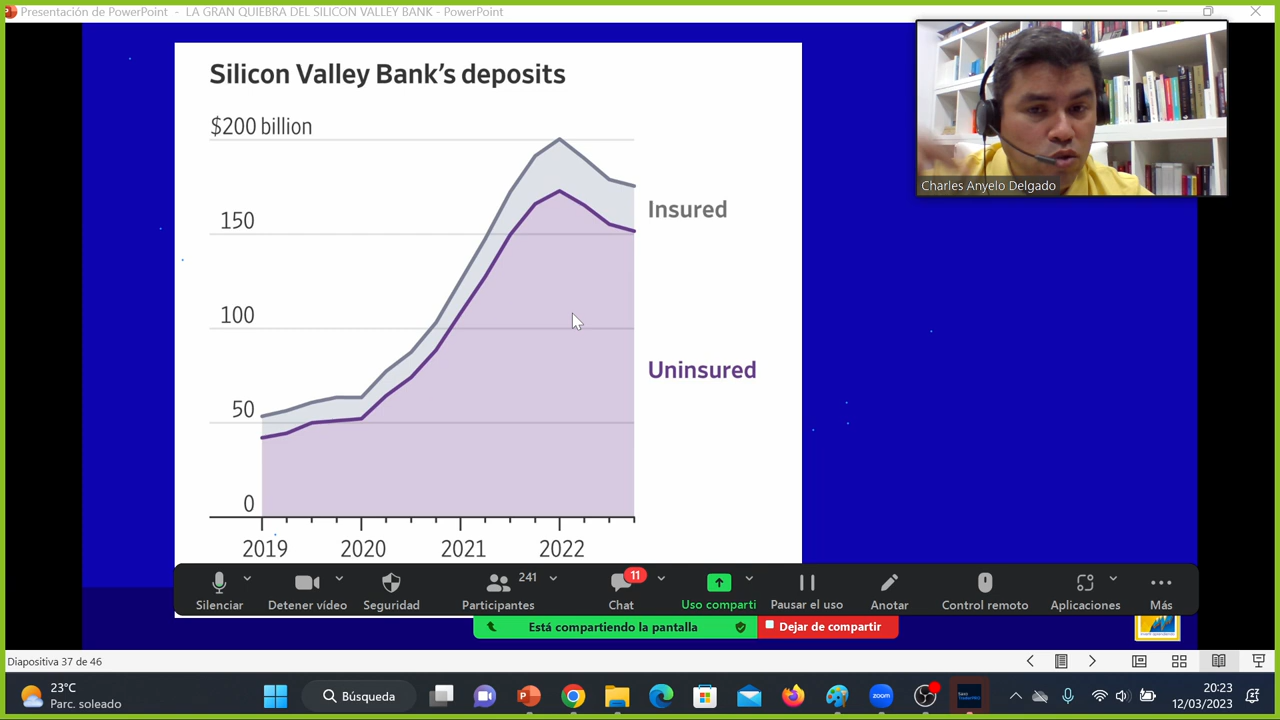 Presentación de PowerPoint - LA GRAN QUIEBRA DEL SILICON VALLEY BANK - PowerPoint
Silicon Valley Bank's deposits
$200 billion
150
100
50
0
Insured
Uninsured
2019 2020 2021 2022
Charles Anyelo Delgado
241
11
Silenciar Detener vídeo Seguridad Participantes Chat Uso comparti Pausar el uso Anotar Control remoto Aplicaciones Más
Está compartiendo la pantalla Dejar de compartir
Diapositiva 37 de 46
23°C
Parc. soleado
Búsqueda
zoom
20:23
12/03/2023